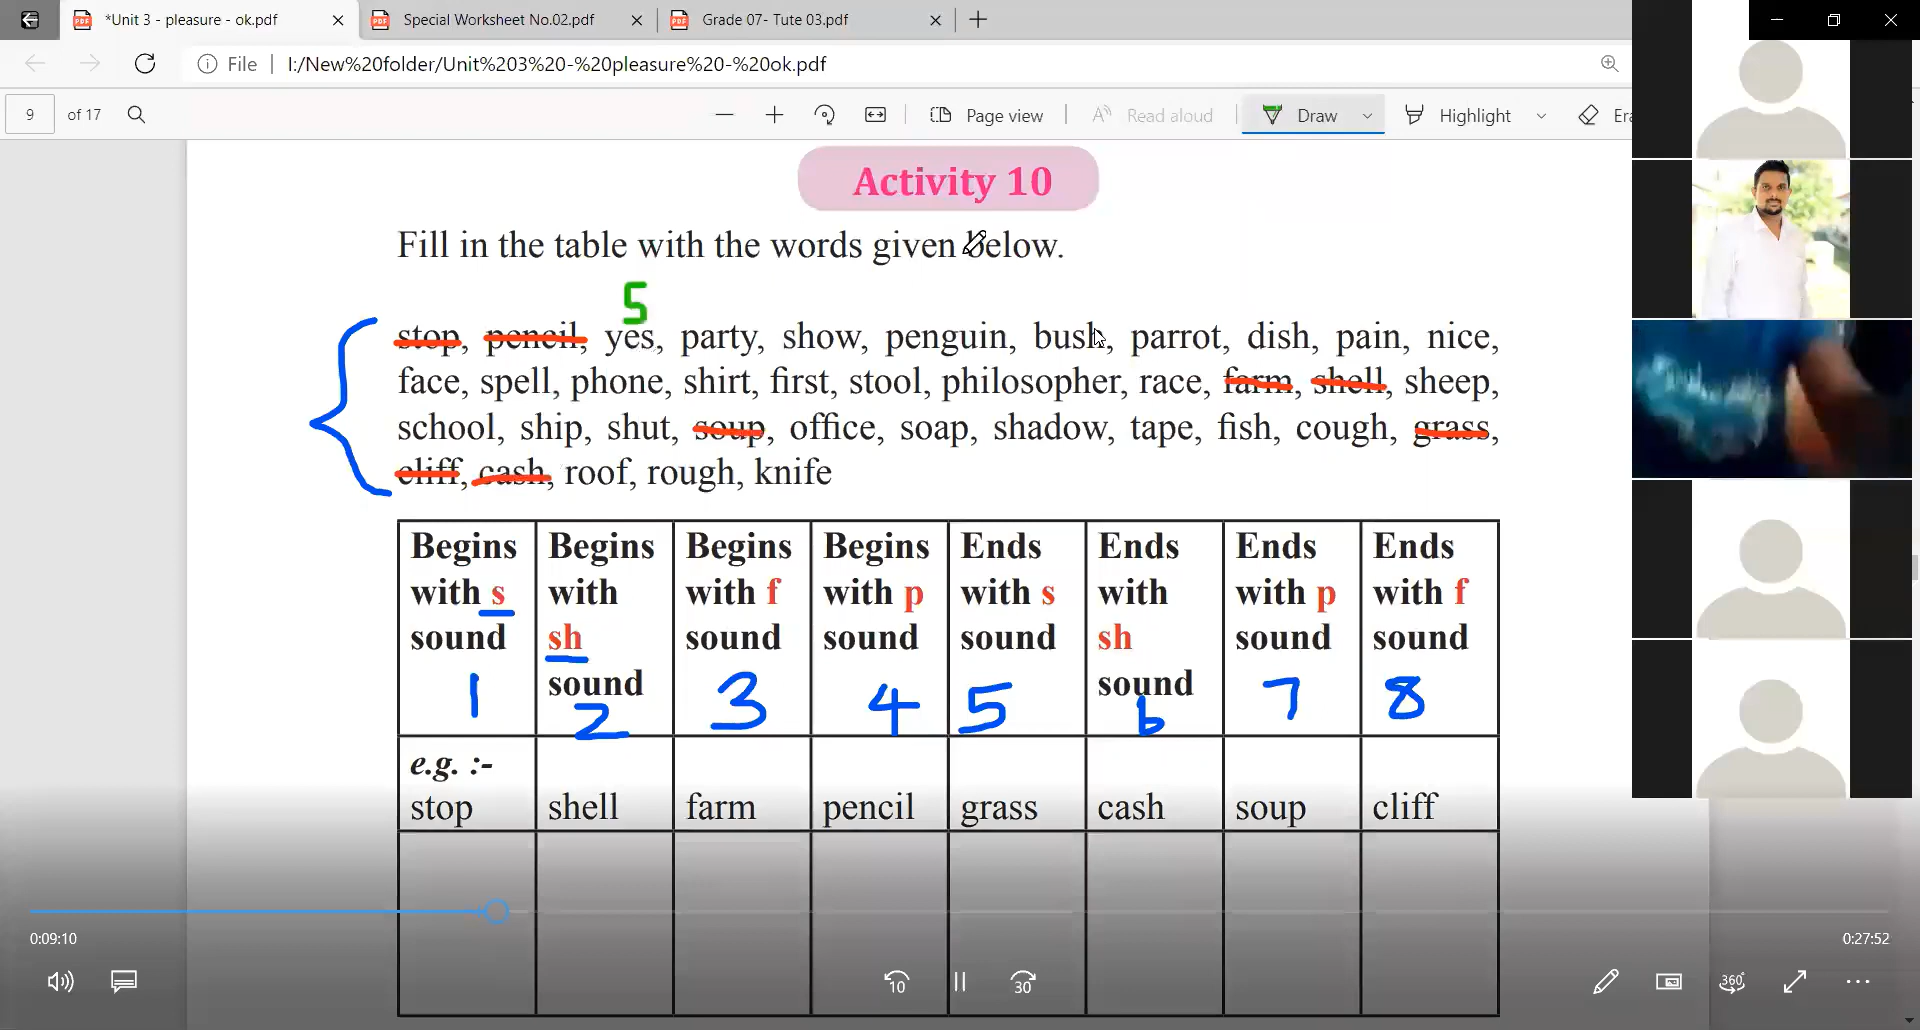 *Unit 3 - pleasure - ok.pdf
Special Worksheet No.02.pdf
Grade 07- Tute 03.pdf
File
I:/New%20folder/Unit%203%20-%20pleasure%20-%20ok.pdf
9 of 17
Page view
Read aloud
Draw
Highlight
Activity 10
Fill in the table with the words given below.
5
stop, pencil, yes, party, show, penguin, bush, parrot, dish, pain, nice,
face, spell, phone, shirt, first, stool, philosopher, race, farm, shell, sheep,
school, ship, shut, soup, office, soap, shadow, tape, fish, cough, grass,
cliff, cash, roof, rough, knife
Begins Begins Begins Begins Ends Ends Ends Ends
with s with with f with p with s with with p with f
sound sh sound sound sound sh sound sound
sound sound
1 2 3 4 5 6 7 8
e.g. :-
stop shell farm pencil grass cash soup cliff
0:09:10
0:27:52
10
30
360